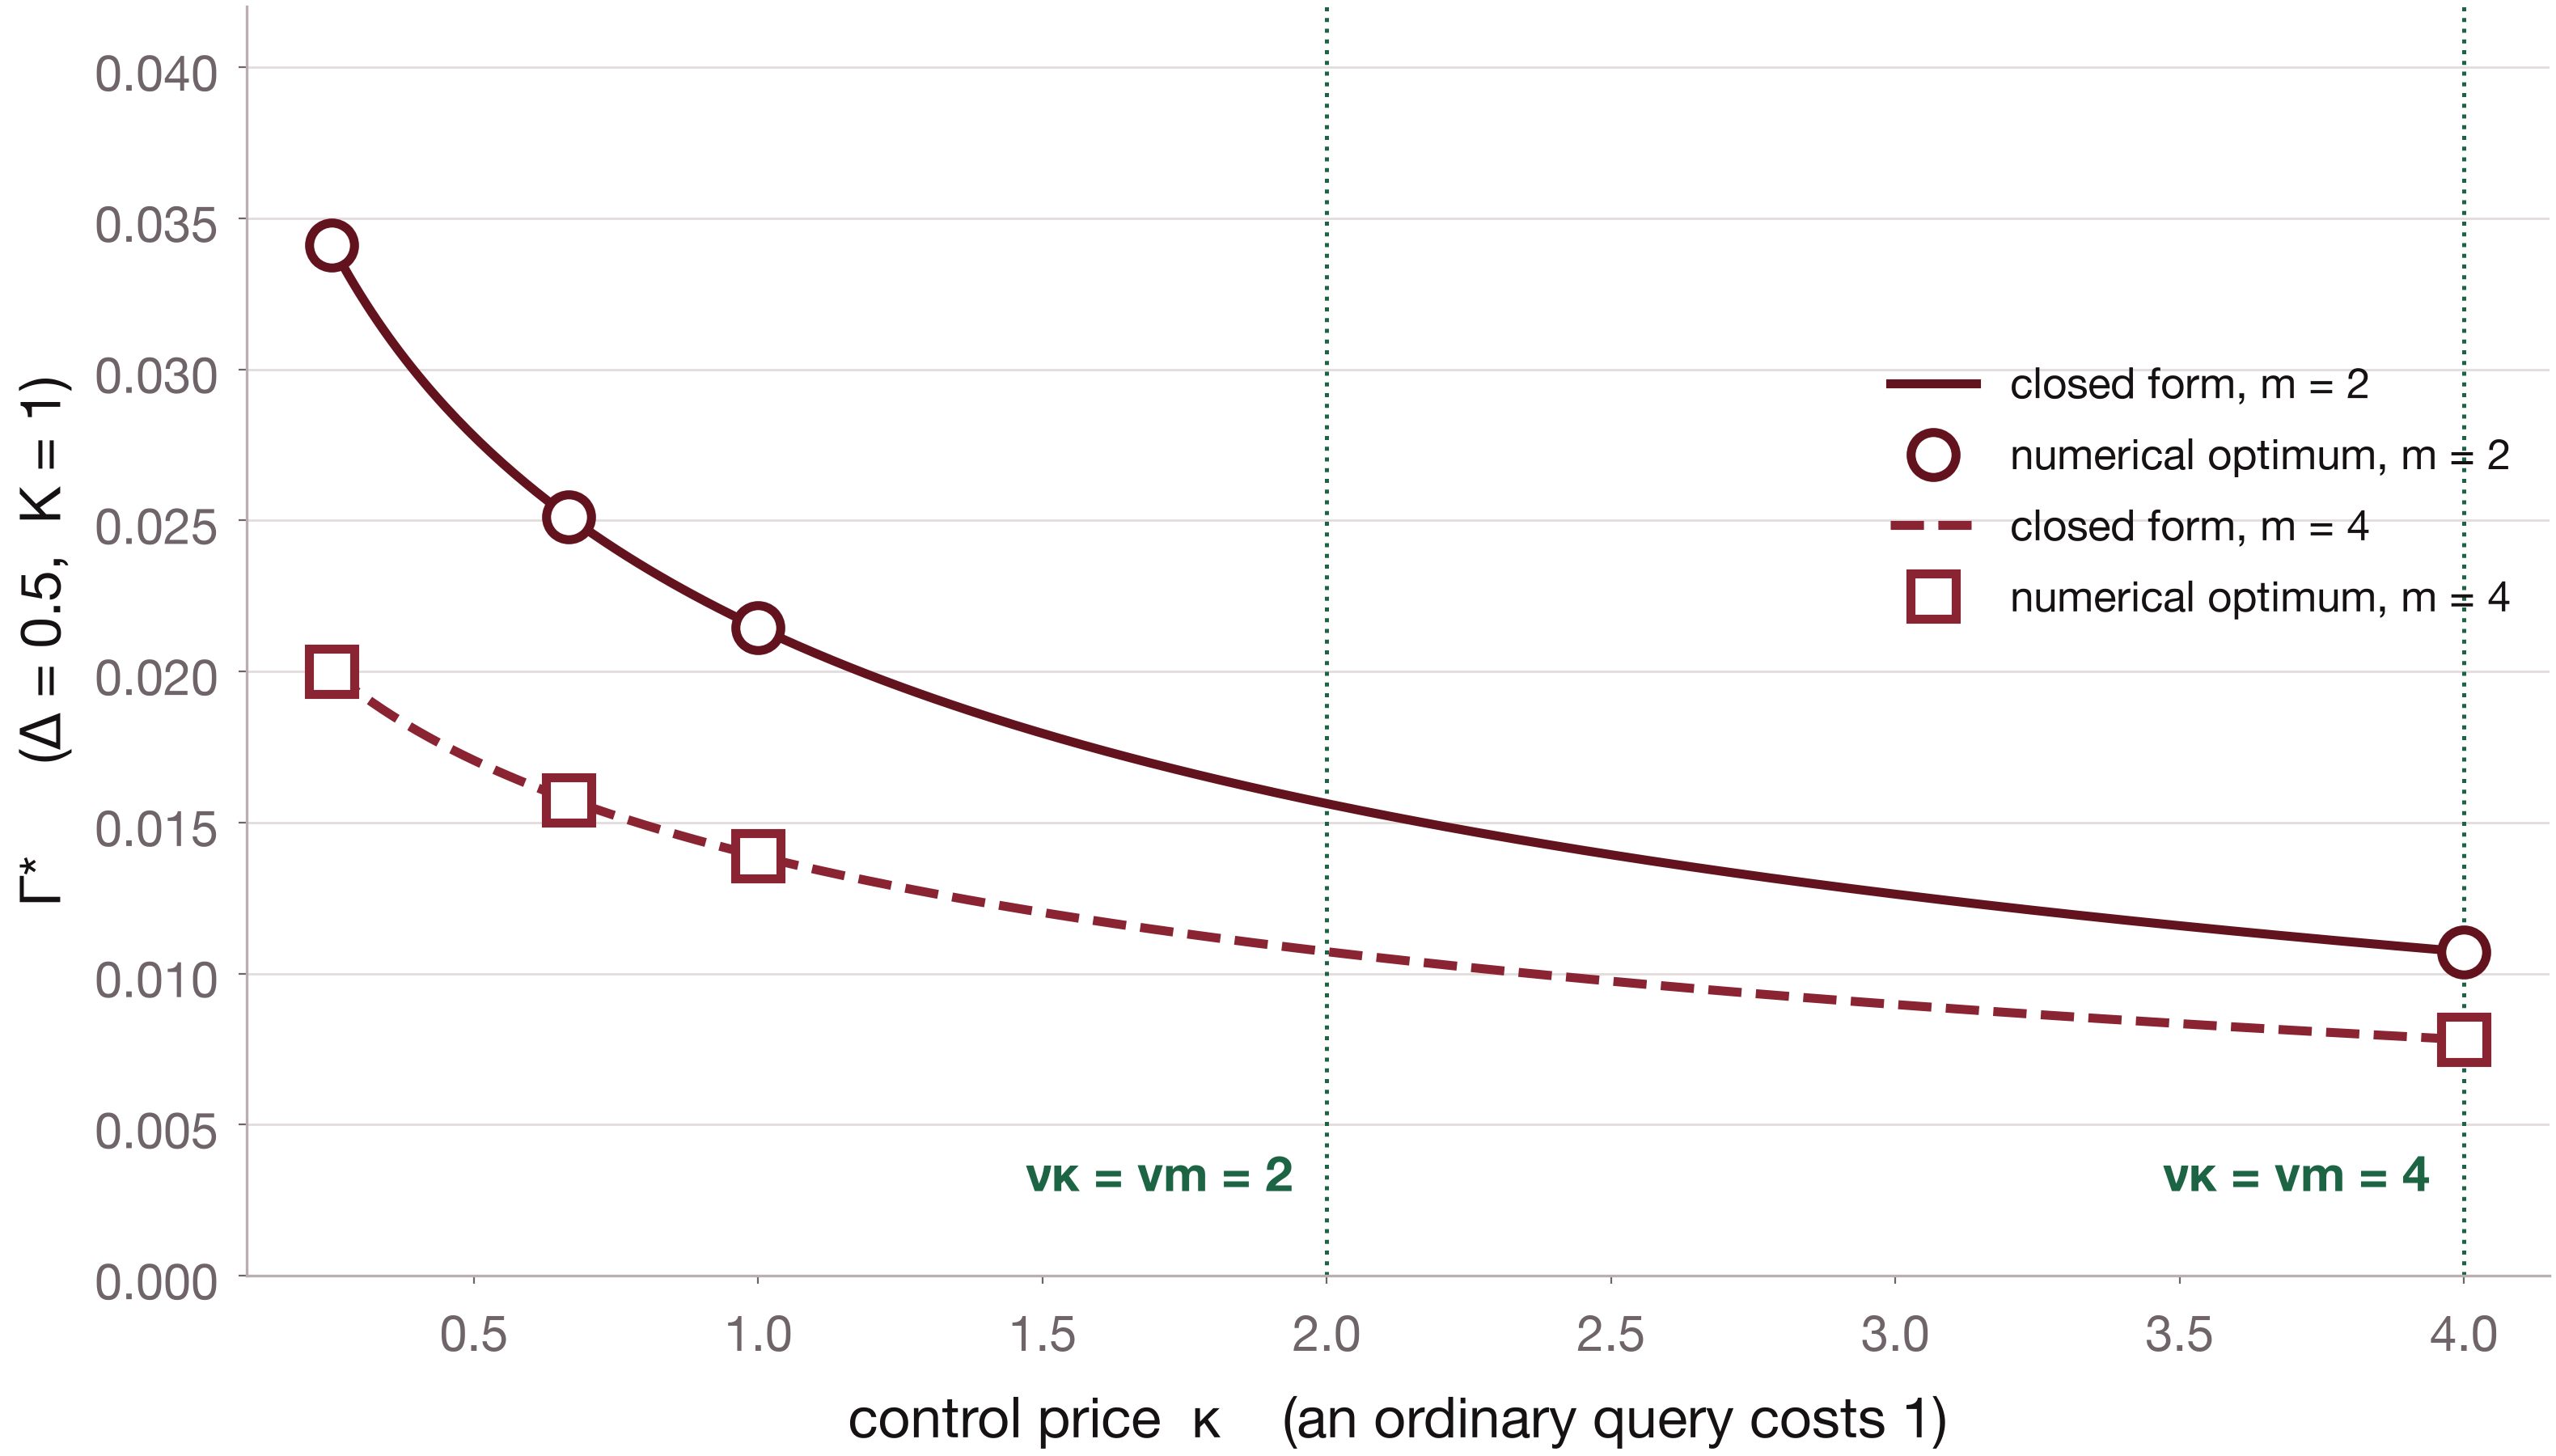 0.040
0.035
0.030
0.025
0.020
0.015
0.010
0.005
0.000
Γ* (Δ = 0.5, K = 1)
closed form, m = 2
numerical optimum, m = 2
closed form, m = 4
numerical optimum, m = 4
νκ = νm = 2
νκ = νm = 4
0.5 1.0 1.5 2.0 2.5 3.0 3.5 4.0
control price κ (an ordinary query costs 1)